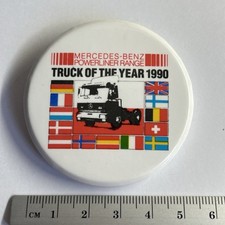 MERCEDES-BENZ
POWERLINER RANGE
TRUCK OF THE YEAR 1990
CM 1 2 3 4 5 6